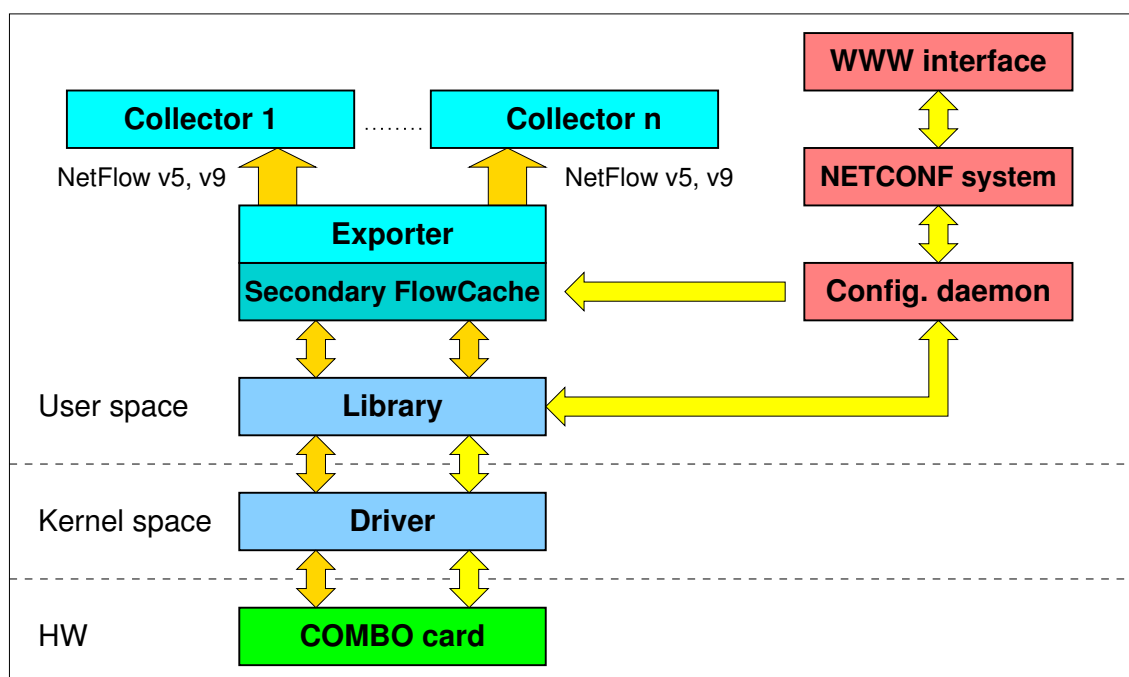 WWW interface
Collector 1
........
Collector n
NetFlow v5, v9
NetFlow v5, v9
NETCONF system
Exporter
Secondary FlowCache
Config. daemon
User space
Library
Kernel space
Driver
HW
COMBO card